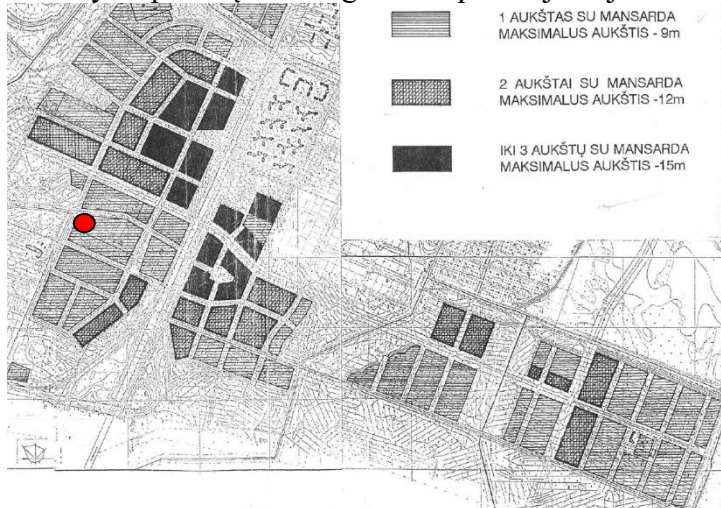 1 AUKŠTAS SU MANSARDA
MAKSIMALUS AUKŠTIS - 9m
2 AUKŠTAI SU MANSARDA
MAKSIMALUS AUKŠTIS -12m
IKI 3 AUKŠTŲ SU MANSARDA
MAKSIMALUS AUKŠTIS -15m